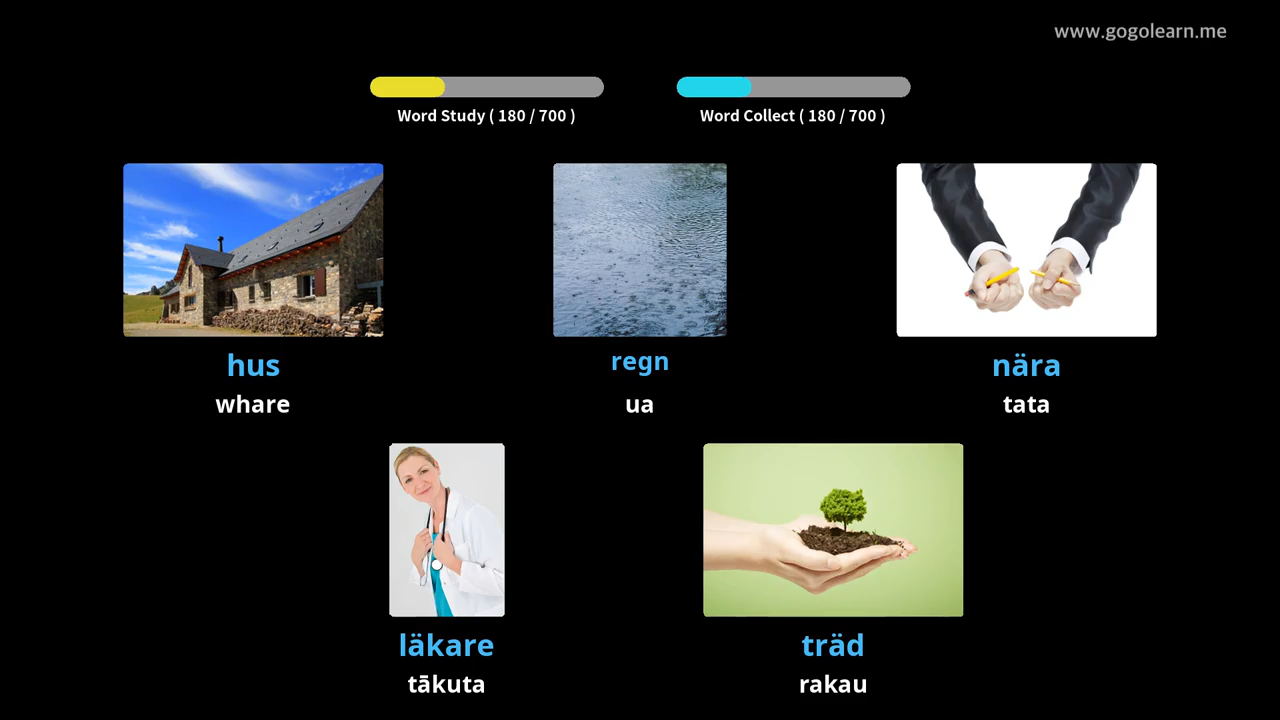 www.gogolearn.me
Word Study ( 180 / 700 )
Word Collect ( 180 / 700 )
hus
whare
regn
ua
nära
tata
läkare
tākuta
träd
rakau